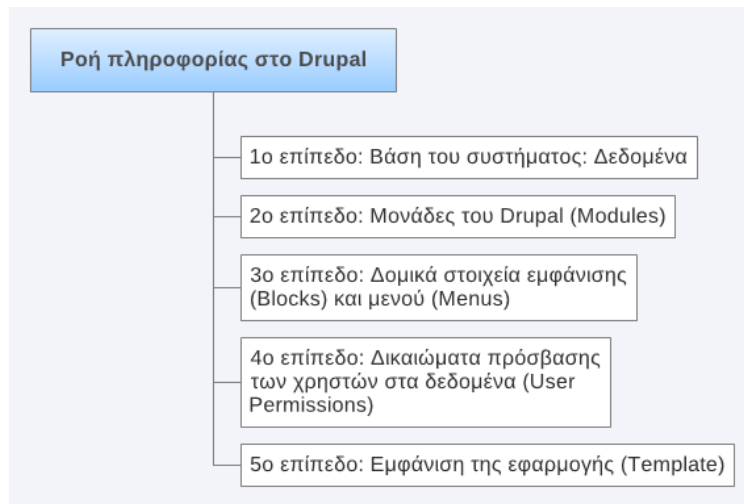 Ροή πληροφορίας στο Drupal
1ο επίπεδο: Βάση του συστήματος: Δεδομένα
2ο επίπεδο: Μονάδες του Drupal (Modules)
3ο επίπεδο: Δομικά στοιχεία εμφάνισης
(Blocks) και μενού (Menus)
4ο επίπεδο: Δικαιώματα πρόσβασης
των χρηστών στα δεδομένα (User
Permissions)
5ο επίπεδο: Εμφάνιση της εφαρμογής (Template)